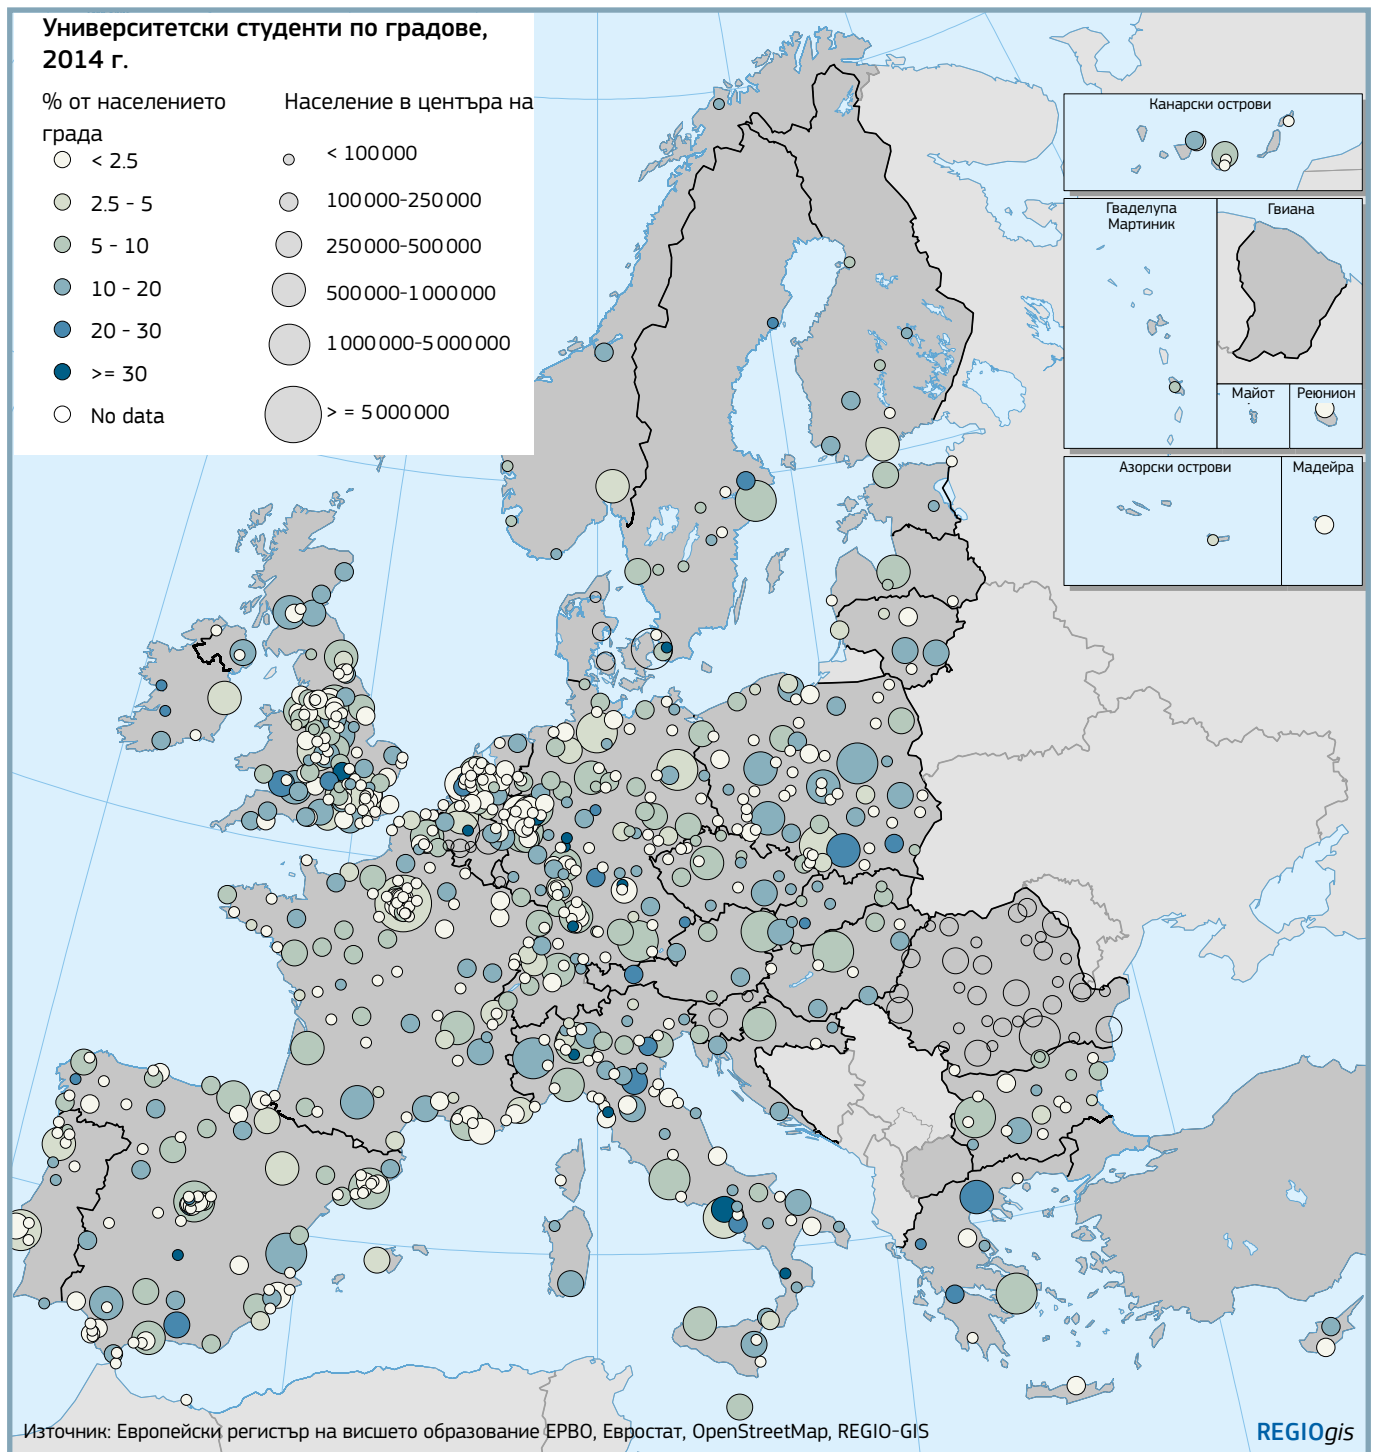 Университетски студенти по градове,
2014 г.
% от населението
града
< 2.5
2.5 - 5
5 - 10
10 - 20
20 - 30
>= 30
No data
Население в центъра на
< 100 000
100 000-250 000
250 000-500 000
500 000-1 000 000
1 000 000-5 000 000
> = 5 000 000
Канарски острови
Гваделупа
Мартиник
Гвиана
Майот
Реюнион
Азорски острови
Мадейра
Източник: Европейски регистър на висшето образование ЕРВО, Евростат, OpenStreetMap, REGIO-GIS
REGIOgis